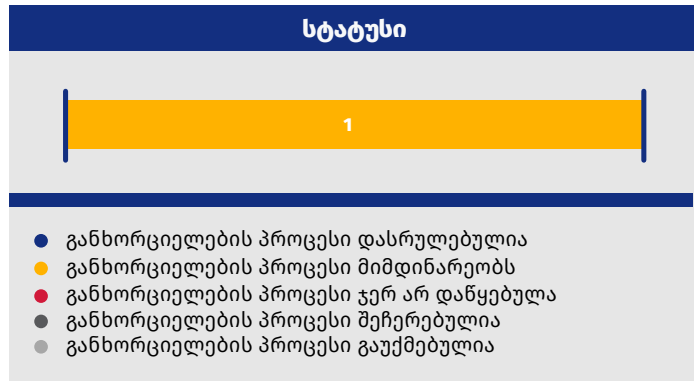 სტატუსი
1
განხორციელების პროცესი დასრულებულია
განხორციელების პროცესი მიმდინარეობს
განხორციელების პროცესი ჯერ არ დაწყებულა
განხორციელების პროცესი შეჩერებულია
განხორციელების პროცესი გაუქმებულია